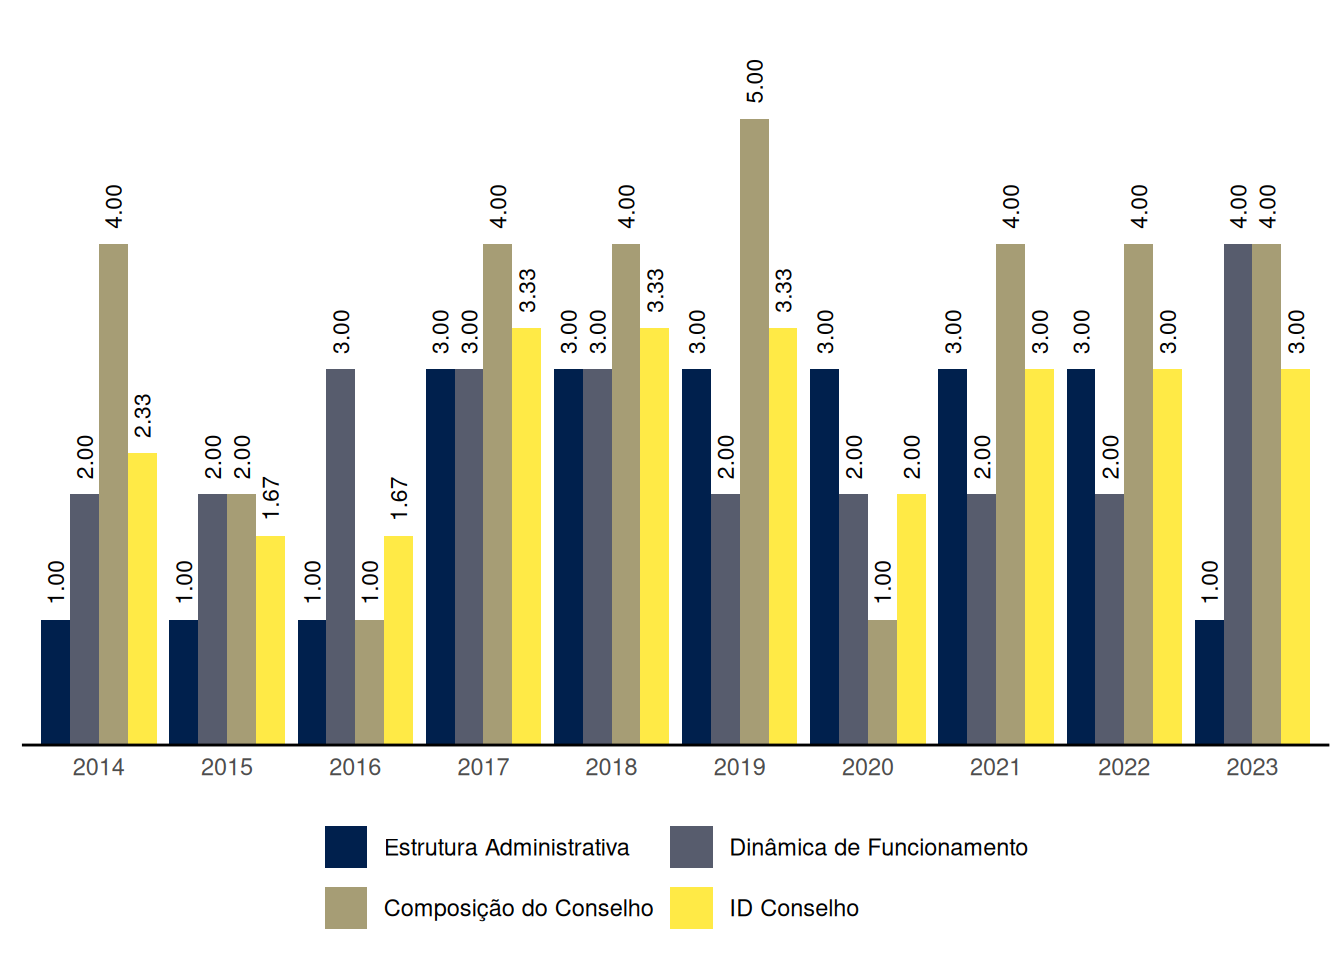 1.00 2.00 4.00 2.33 1.00 2.00 2.00 1.67 1.00 3.00 1.00 1.67 3.00 3.00 4.00 3.33 3.00 3.00 4.00 3.33 3.00 2.00 5.00 3.33 3.00 2.00 1.00 2.00 3.00 2.00 4.00 3.00 3.00 2.00 4.00 3.00 1.00 4.00 4.00 3.00
2014 2015 2016 2017 2018 2019 2020 2021 2022 2023
Estrutura Administrativa Dinâmica de Funcionamento
Composição do Conselho ID Conselho